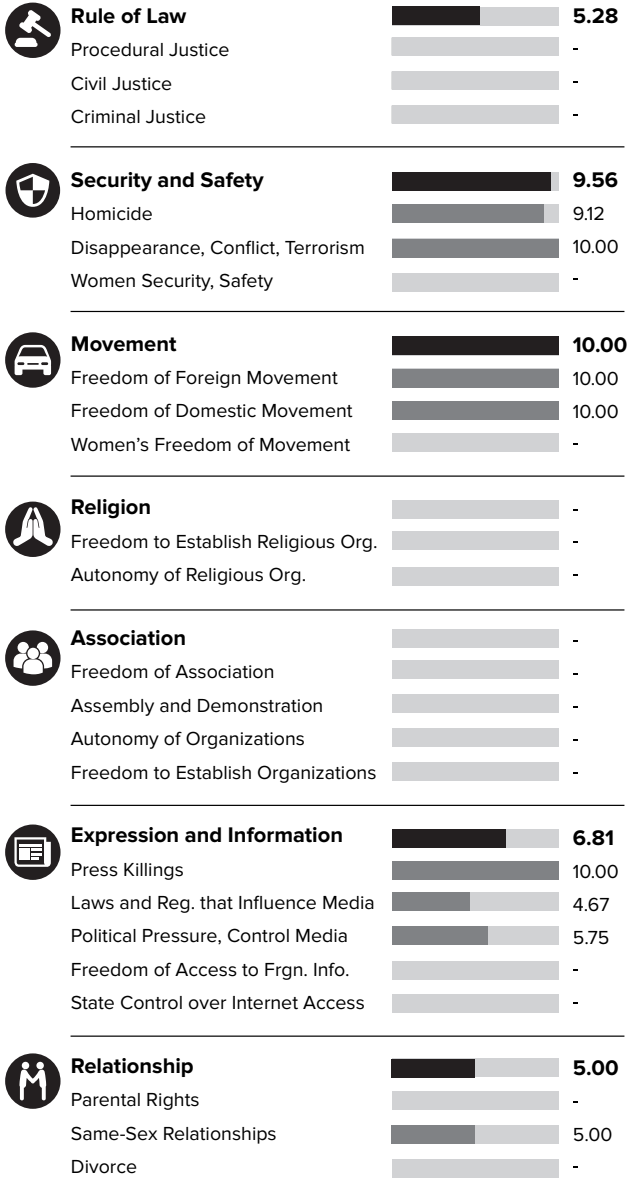 Rule of Law 5.28
Procedural Justice -
Civil Justice -
Criminal Justice -
Security and Safety 9.56
Homicide 9.12
Disappearance, Conflict, Terrorism 10.00
Women Security, Safety -
Movement 10.00
Freedom of Foreign Movement 10.00
Freedom of Domestic Movement 10.00
Women’s Freedom of Movement -
Religion -
Freedom to Establish Religious Org. -
Autonomy of Religious Org. -
Association -
Freedom of Association -
Assembly and Demonstration -
Autonomy of Organizations -
Freedom to Establish Organizations -
Expression and Information 6.81
Press Killings 10.00
Laws and Reg. that Influence Media 4.67
Political Pressure, Control Media 5.75
Freedom of Access to Frgn. Info. -
State Control over Internet Access -
Relationship 5.00
Parental Rights -
Same-Sex Relationships 5.00
Divorce -